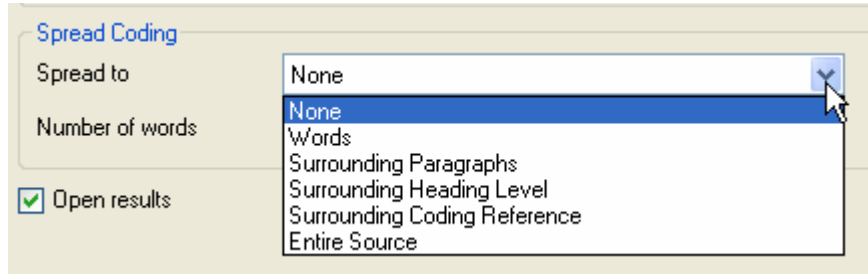 Spread Coding
Spread to
None
None
Words
Number of words
Surrounding Paragraphs
Surrounding Heading Level
Open results
Surrounding Coding Reference
Entire Source